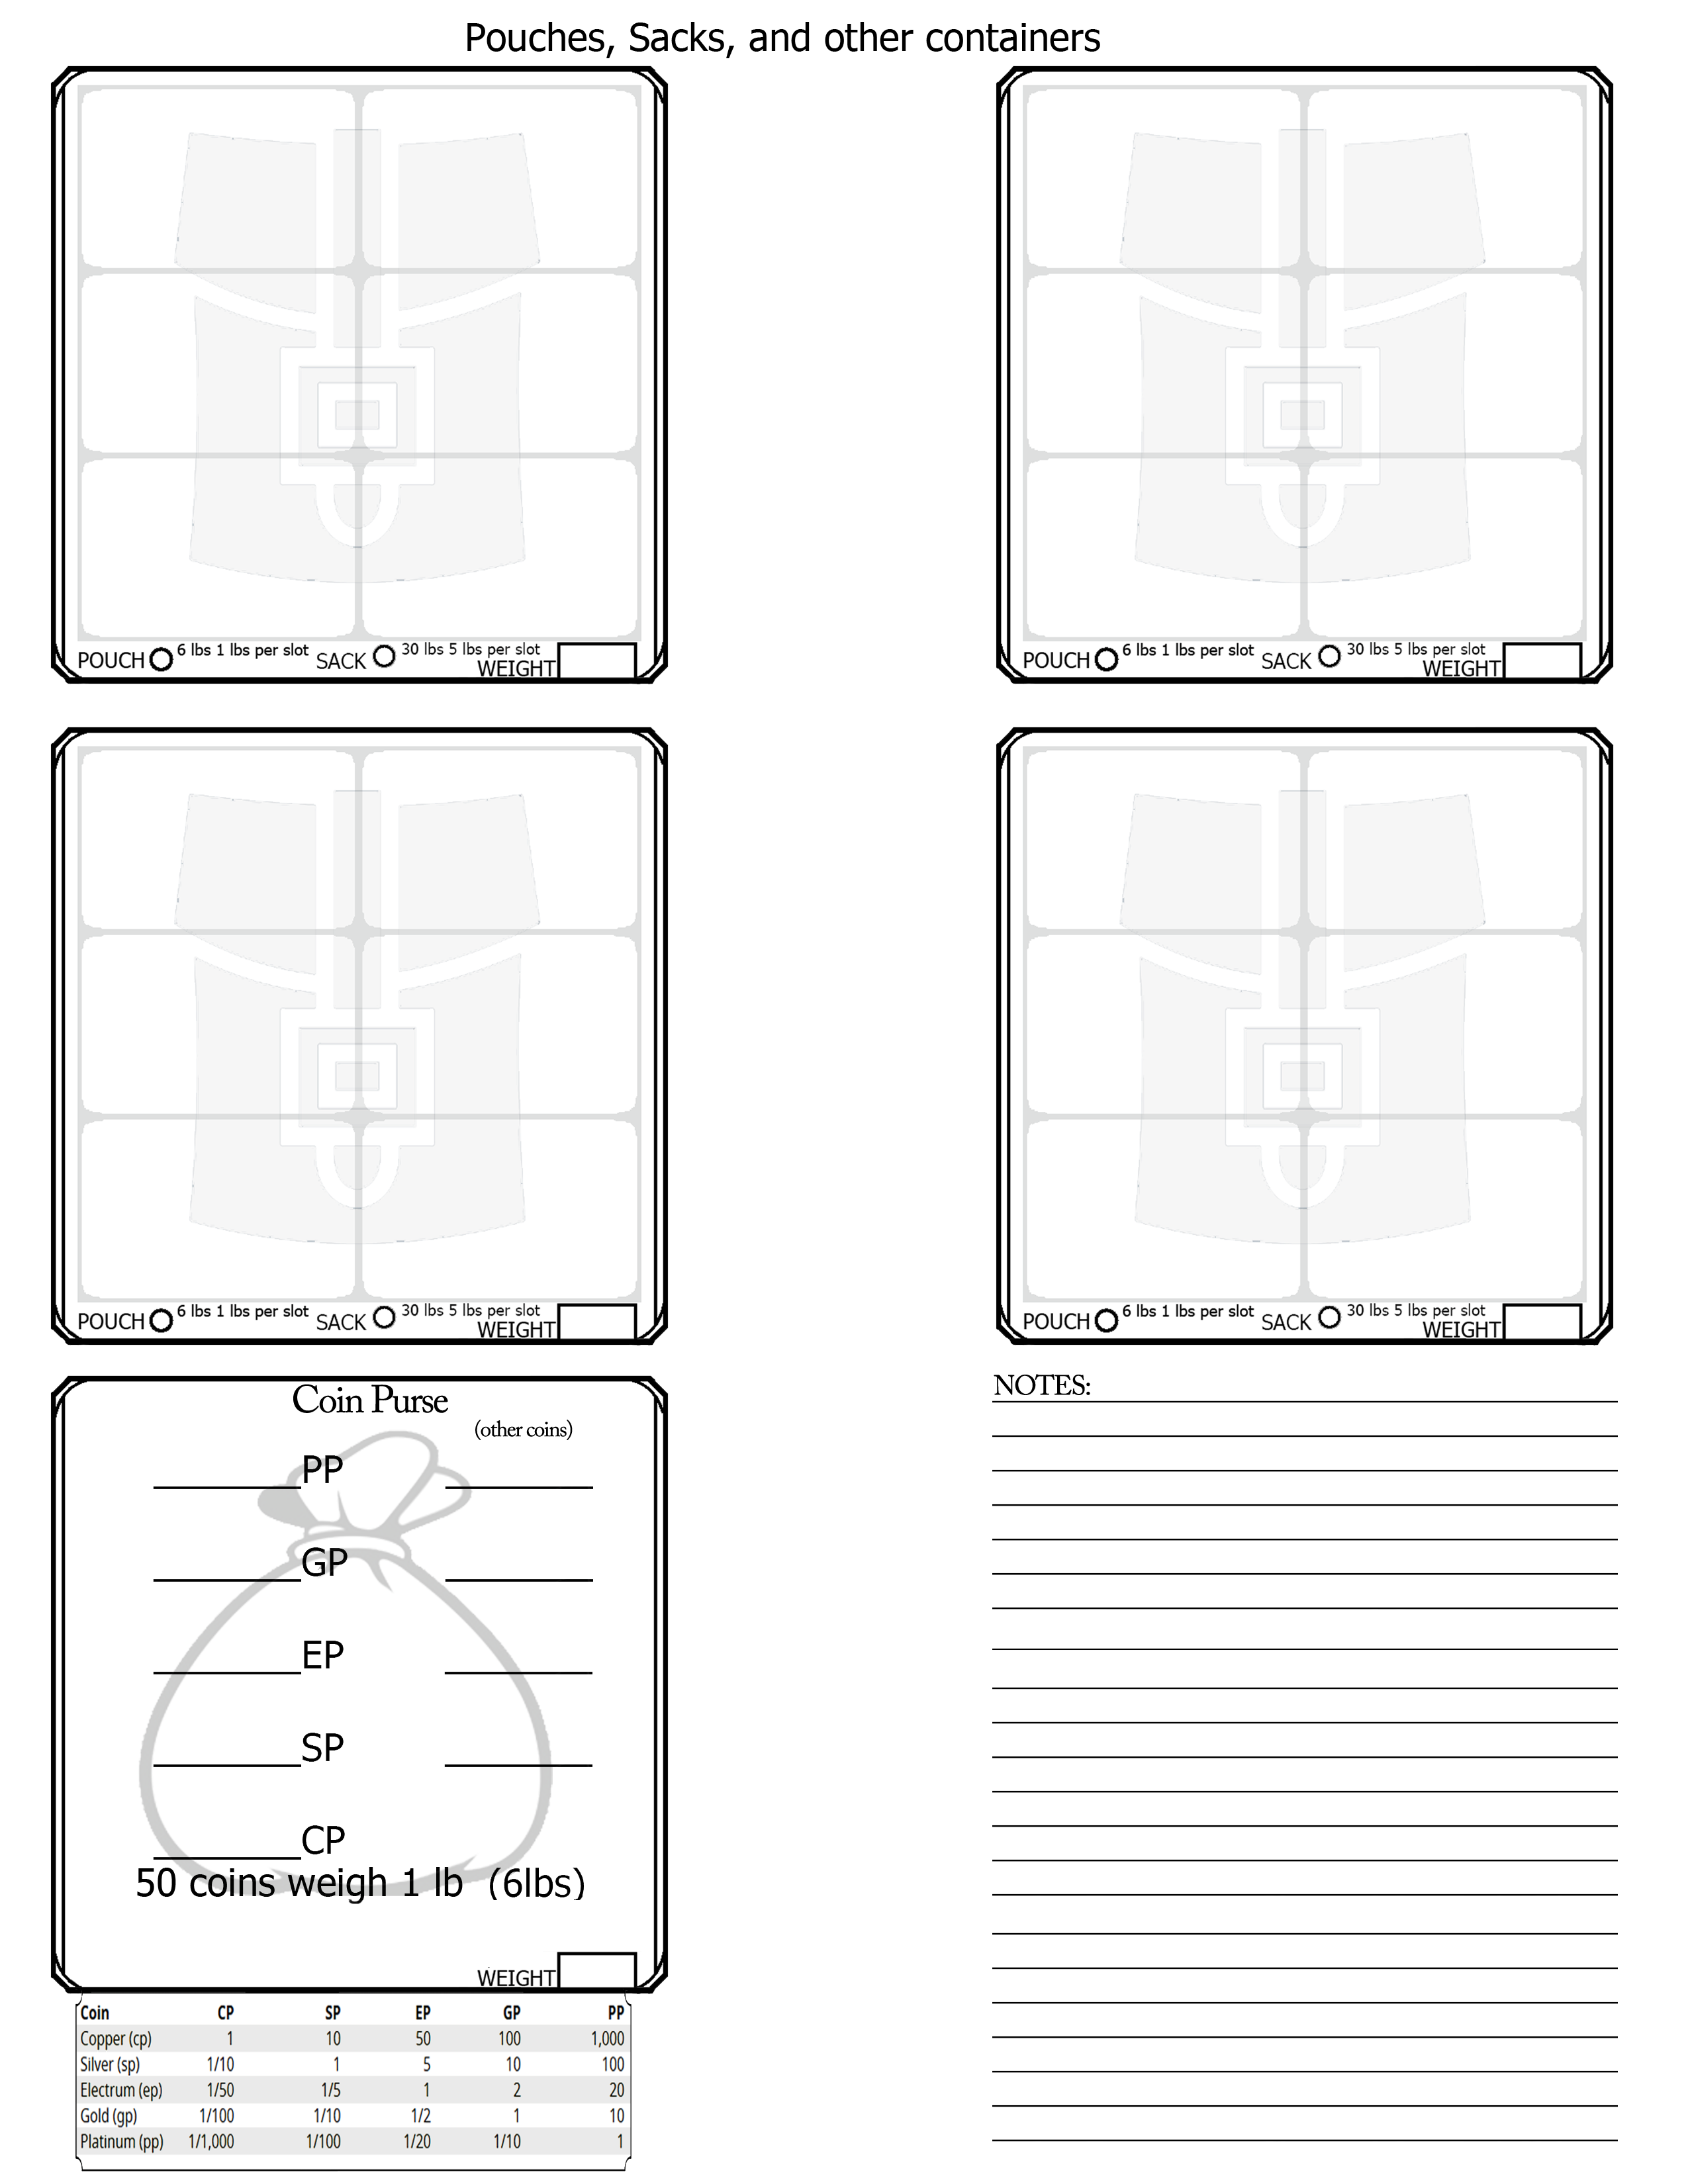 Pouches, Sacks, and other containers
POUCH 6 lbs 1 lbs per slot SACK 30 lbs 5 lbs per slot
WEIGHT
POUCH 6 lbs 1 lbs per slot SACK 30 lbs 5 lbs per slot
WEIGHT
POUCH 6 lbs 1 lbs per slot SACK 30 lbs 5 lbs per slot
WEIGHT
POUCH 6 lbs 1 lbs per slot SACK 30 lbs 5 lbs per slot
WEIGHT
Coin Purse
(other coins)
PP
GP
EP
SP
CP
50 coins weigh 1 lb (6lbs)
WEIGHT
Coin CP SP EP GP PP
Copper (cp) 1 10 50 100 1,000
Silver (sp) 1/10 1 5 10 100
Electrum (ep) 1/50 1/5 1 2 20
Gold (gp) 1/100 1/10 1/2 1 10
Platinum (pp) 1/1,000 1/100 1/20 1/10 1
NOTES: